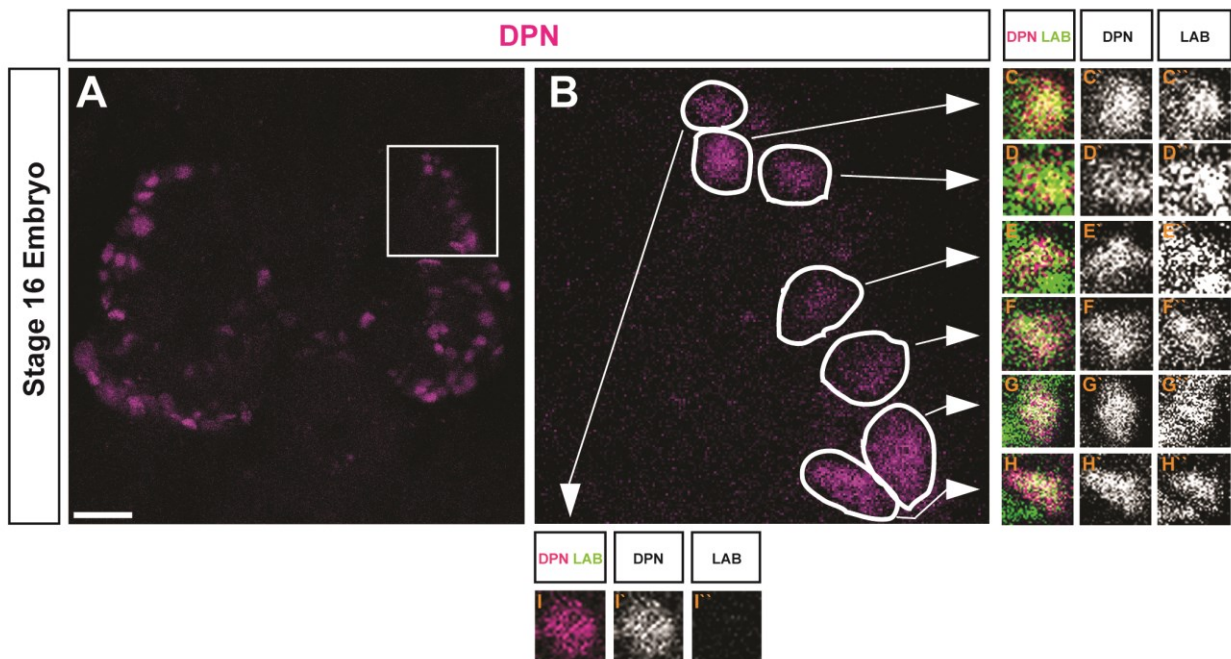 DPN
DPN LAB
DPN
LAB
Stage 16 Embryo
A
B
C
C`
C``
D
D`
D``
E
E`
E``
F
F`
F``
G
G`
G``
H
H`
H``
DPN LAB
DPN
LAB
I
I`
I``